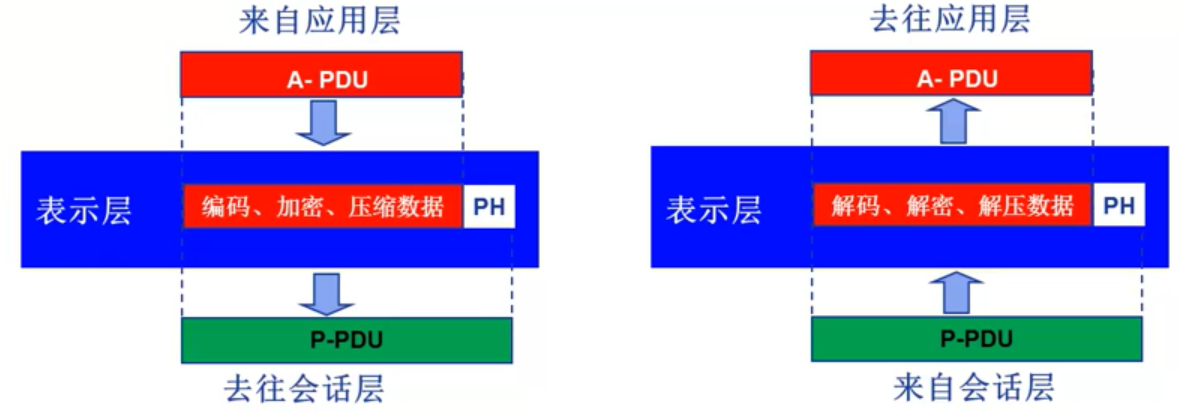 来自应用层
A- PDU
表示层
编码、加密、压缩数据
PH
P-PDU
去往会话层
去往应用层
A- PDU
表示层
解码、解密、解压数据
PH
P-PDU
来自会话层